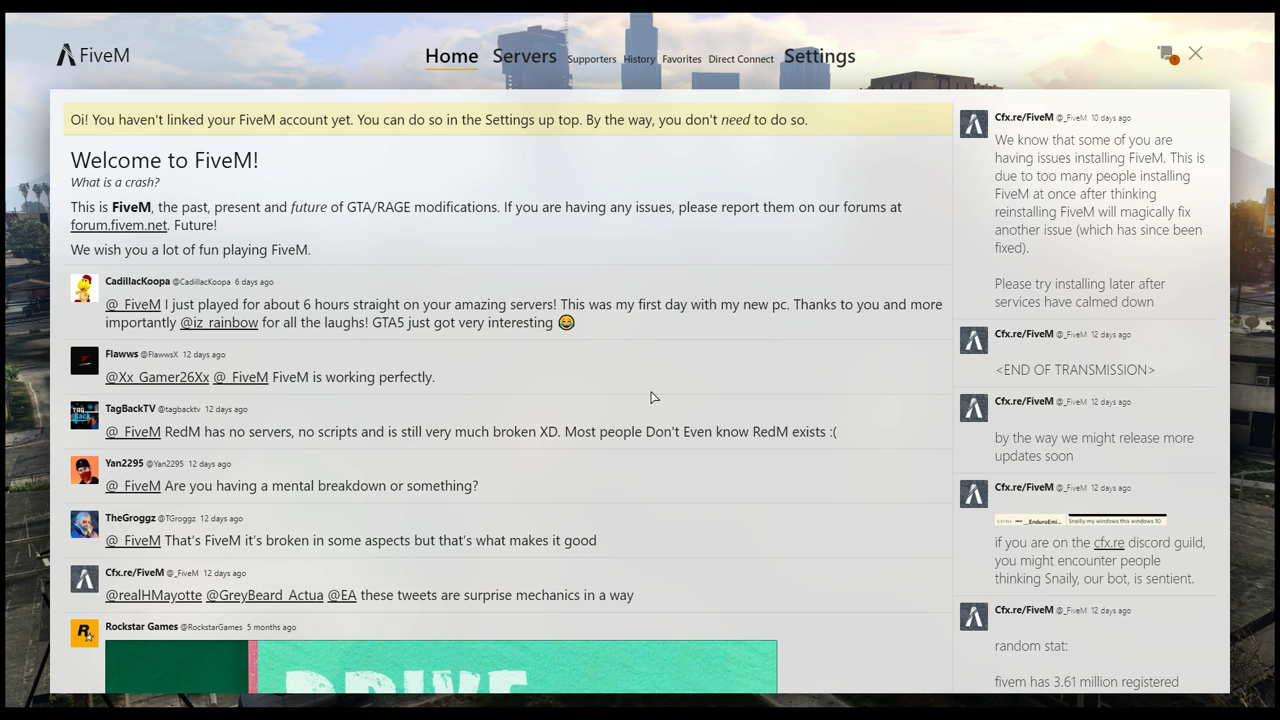 FiveM
Home Servers Supporters History Favorites Direct Connect Settings
Oi! You haven't linked your FiveM account yet. You can do so in the Settings up top. By the way, you don't need to do so.
Welcome to FiveM!
What is a crash?
This is FiveM, the past, present and future of GTA/RAGE modifications. If you are having any issues, please report them on our forums at
forum.fivem.net. Future!
We wish you a lot of fun playing FiveM.
CadillacKoopa @CadillacKoopa 6 days ago
@_FiveM I just played for about 6 hours straight on your amazing servers! This was my first day with my new pc. Thanks to you and more
importantly @iz_rainbow for all the laughs! GTA5 just got very interesting 😂
Flawws @FlawwsX 12 days ago
@Xx_Gamer26Xx @_FiveM FiveM is working perfectly.
TagBackTV @tagbacktv 12 days ago
@_FiveM RedM has no servers, no scripts and is still very much broken XD. Most people Don't Even know RedM exists :(
Yan2295 @Yan2295 12 days ago
@_FiveM Are you having a mental breakdown or something?
TheGroggz @TGroggz 12 days ago
@_FiveM That's FiveM it's broken in some aspects but that's what makes it good
Cfx.re/FiveM @_FiveM 12 days ago
@realHMayotte @GreyBeard_Actua @EA these tweets are surprise mechanics in a way
Rockstar Games @RockstarGames 5 months ago
DRIVE
Cfx.re/FiveM @_FiveM 10 days ago
We know that some of you are
having issues installing FiveM. This is
due to too many people installing
FiveM at once after thinking
reinstalling FiveM will magically fix
another issue (which has since been
fixed).
Please try installing later after
services have calmed down
Cfx.re/FiveM @_FiveM 12 days ago
<END OF TRANSMISSION>
Cfx.re/FiveM @_FiveM 12 days ago
by the way we might release more
updates soon
Cfx.re/FiveM @_FiveM 12 days ago
Snaily my windows this windows 10
if you are on the cfx.re discord guild,
you might encounter people
thinking Snaily, our bot, is sentient.
Cfx.re/FiveM @_FiveM 12 days ago
random stat:
fivem has 3.61 million registered